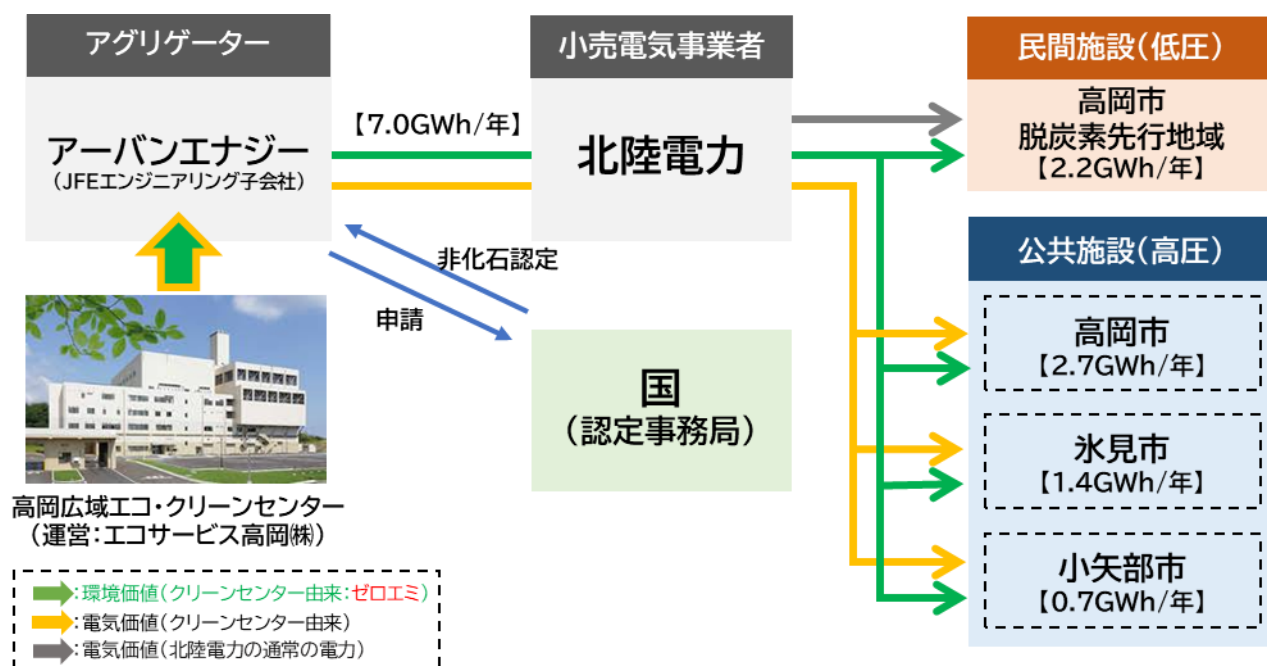 アグリゲーター
アーバンエナジー
(JFEエンジニアリング子会社)
【7.0GWh/年】
小売電気事業者
北陸電力
民間施設(低圧)
高岡市
脱炭素先行地域
【2.2GWh/年】
非化石認定
申請
国
(認定事務局)
公共施設(高圧)
高岡市
【2.7GWh/年】
氷見市
【1.4GWh/年】
小矢部市
【0.7GWh/年】
高岡広域エコ・クリーンセンター
(運営:エコサービス高岡㈱)
:環境価値(クリーンセンター由来:ゼロエミ)
:電気価値(クリーンセンター由来)
:電気価値(北陸電力の通常の電力)